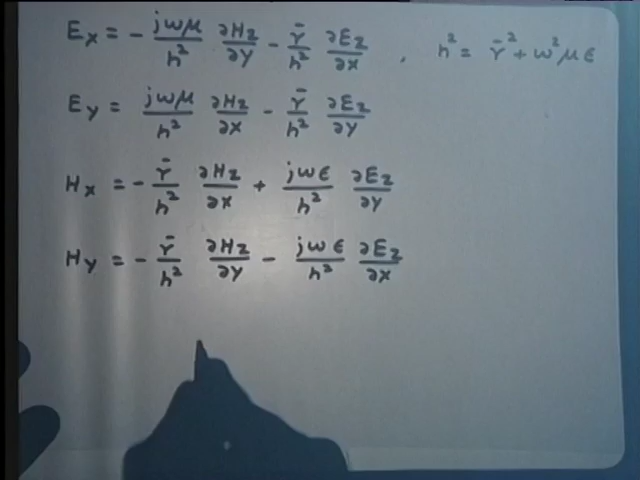 Ex = - jωμ/h² ∂Hz/∂y - γ̄/h² ∂Ez/∂x , h² = γ̄² + ω²με
Ey = jωμ/h² ∂Hz/∂x - γ̄/h² ∂Ez/∂y
Hx = - γ̄/h² ∂Hz/∂x + jωε/h² ∂Ez/∂y
Hy = - γ̄/h² ∂Hz/∂y - jωε/h² ∂Ez/∂x